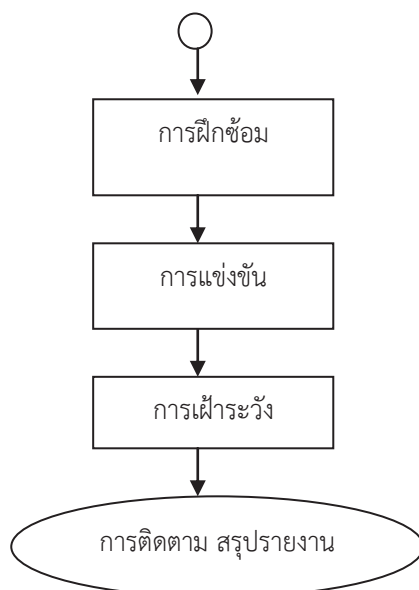 การฝึกซ้อม
การแข่งขัน
การเฝ้าระวัง
การติดตาม สรุปรายงาน